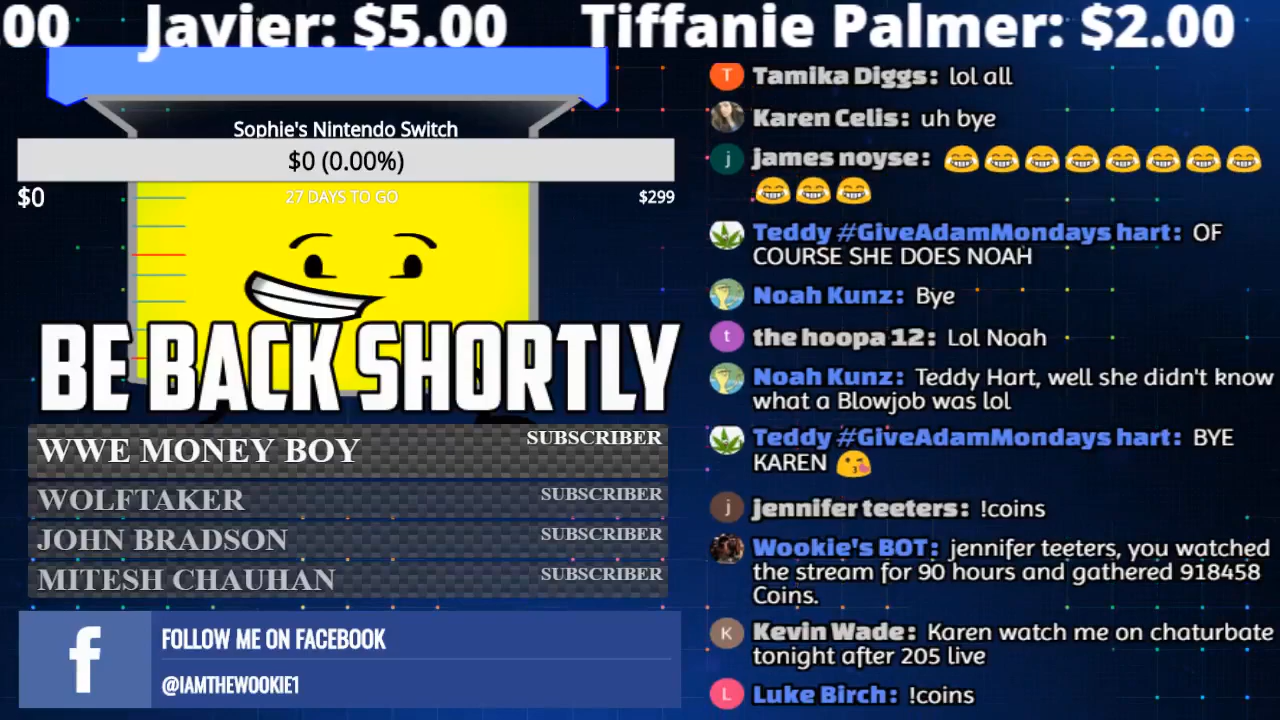 .00 Javier: $5.00 Tiffanie Palmer: $2.00
Sophie's Nintendo Switch
$0 (0.00%)
$0 27 DAYS TO GO $299
BE BACK SHORTLY
WWE MONEY BOY SUBSCRIBER
WOLFTAKER SUBSCRIBER
JOHN BRADSON SUBSCRIBER
MITESH CHAUHAN SUBSCRIBER
f FOLLOW ME ON FACEBOOK
@IAMTHEWOOKIE1
T Tamika Diggs: lol all
Karen Celis: uh bye
j james noyse: 😂😂😂😂😂😂😂😂
😂😂😂
Teddy #GiveAdamMondays hart: OF
COURSE SHE DOES NOAH
Noah Kunz: Bye
t the hoopa 12: Lol Noah
Noah Kunz: Teddy Hart, well she didn't know
what a Blowjob was lol
Teddy #GiveAdamMondays hart: BYE
KAREN 😘
j jennifer teeters: !coins
Wookie's BOT: jennifer teeters, you watched
the stream for 90 hours and gathered 918458
Coins.
K Kevin Wade: Karen watch me on chaturbate
tonight after 205 live
L Luke Birch: !coins